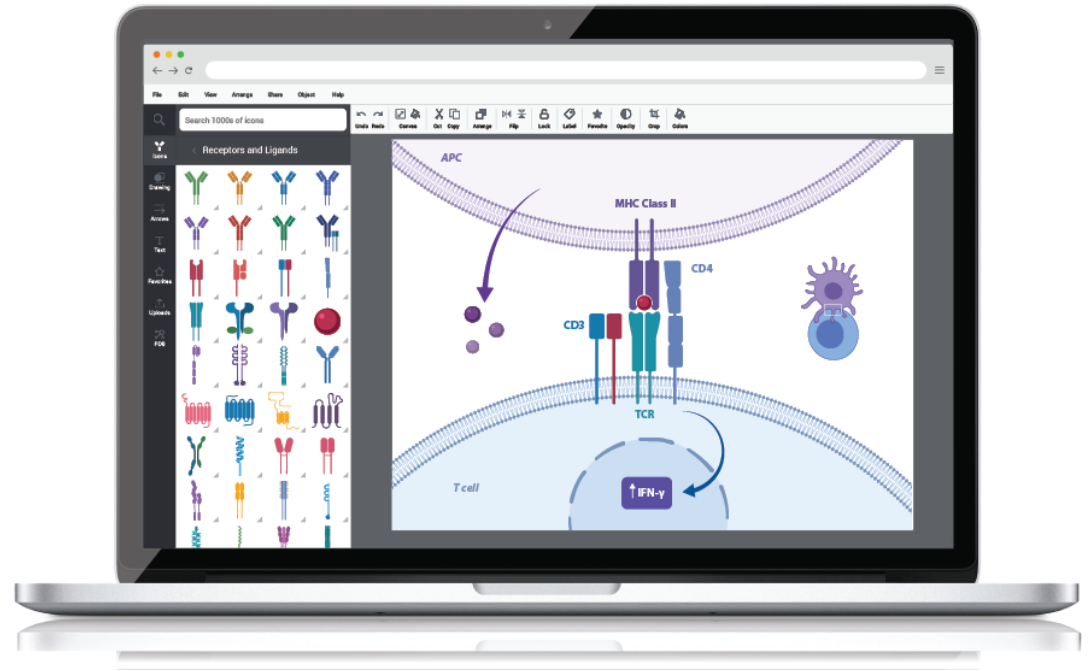 File Edit View Arrange Share Object Help
Search 1000s of icons
Undo Redo Canvas Cut Copy Arrange Flip Lock Label Favorite Opacity Crop Colors
Icons
Receptors and Ligands
Drawing
Arrows
Text
Favorites
Uploads
PDB
APC
MHC Class II
CD4
CD3
TCR
T cell
↑ IFN-γ